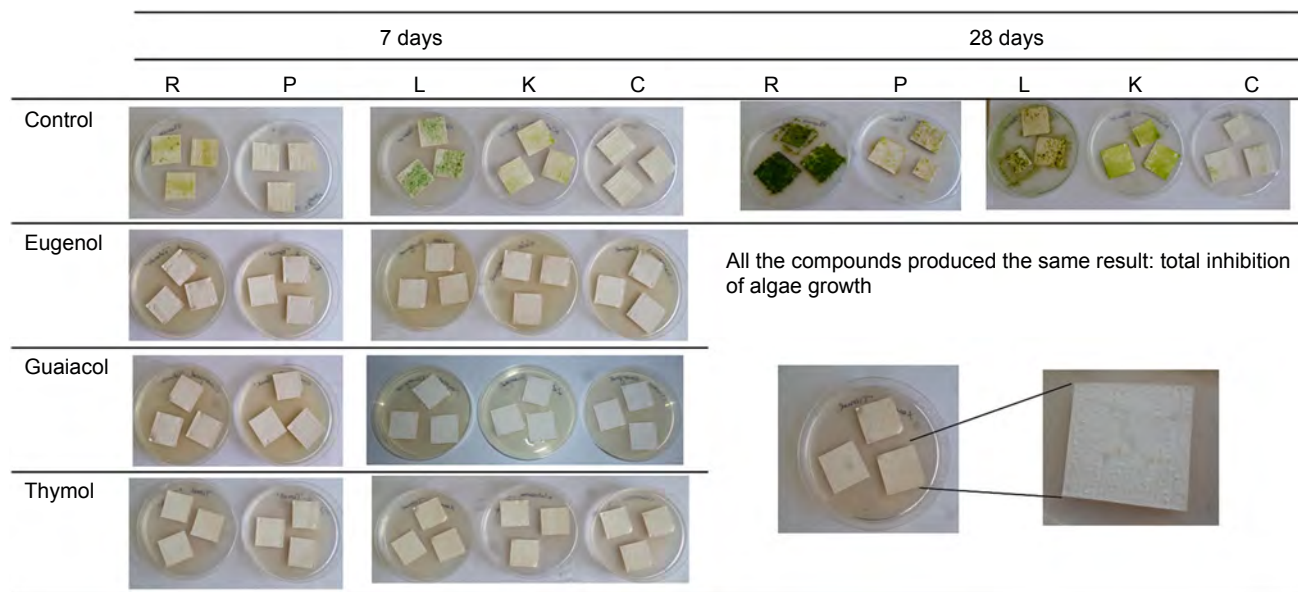 7 days 28 days
R P L K C R P L K C
Control
Eugenol
All the compounds produced the same result: total inhibition
of algae growth
Guaiacol
Thymol